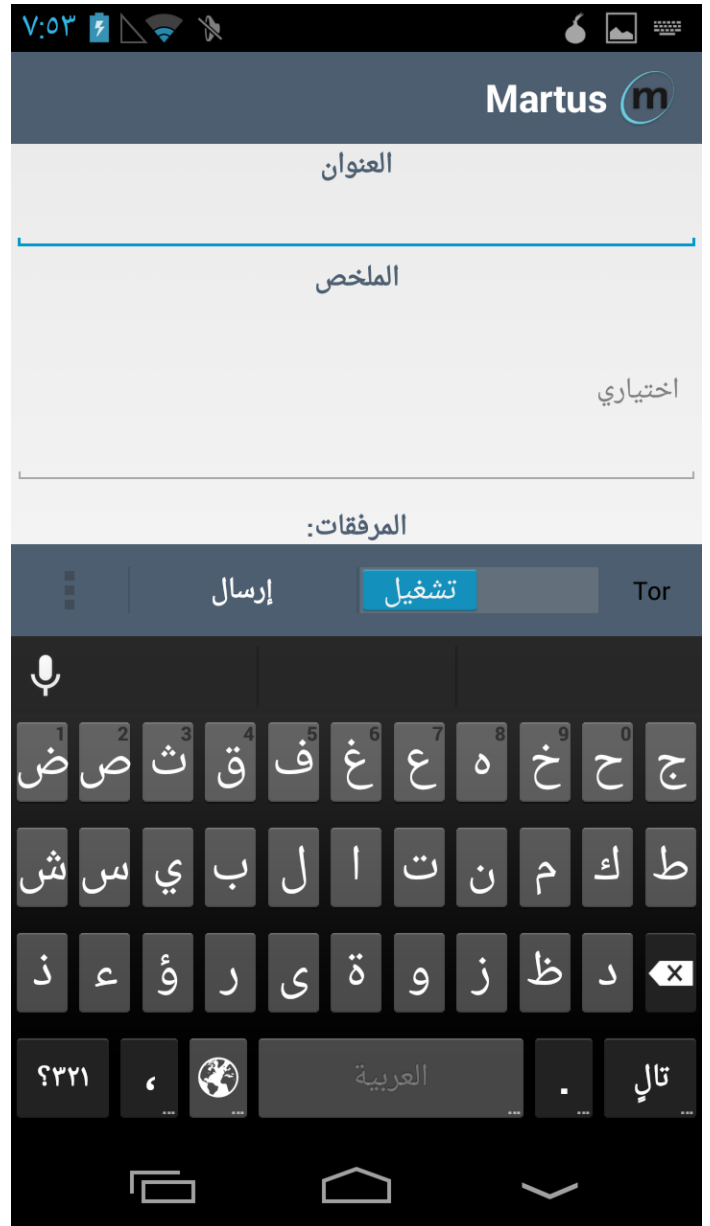 ٧:٥٣
Martus
العنوان
الملخص
اختياري
المرفقات:
Tor تشغيل إرسال
ض 1 ص 2 ث 3 ق 4 ف 5 غ 6 ع 7 ه 8 خ 9 ح 0 ج
ش س ي ب ل ا ت ن م ك ط
ذ ء ؤ ر ى ة و ز ظ د
٣٢١؟ ، العربية . تالٍ